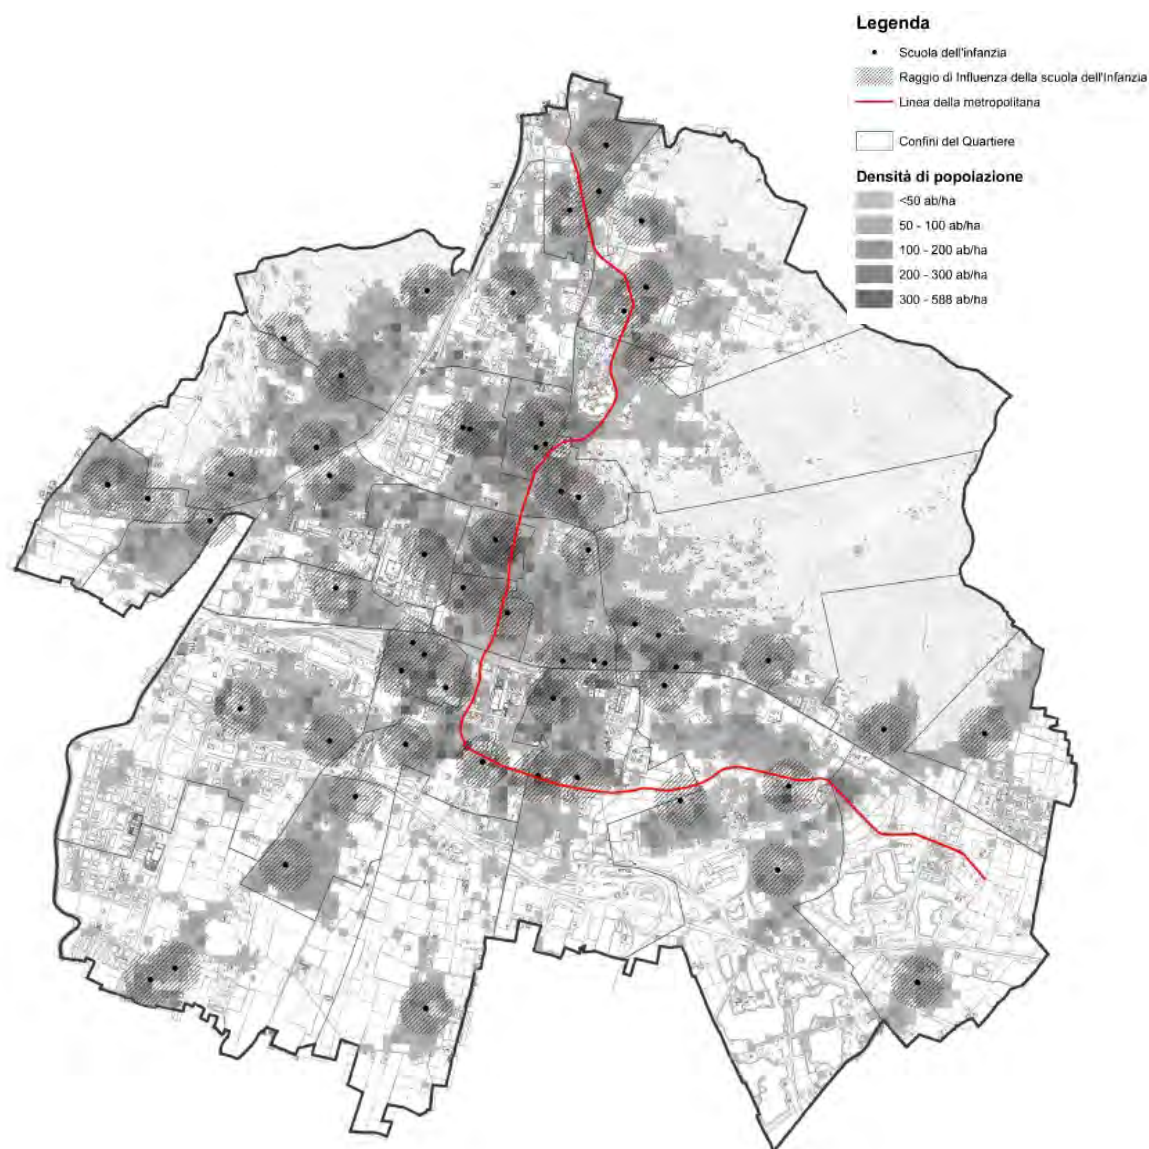 Legenda
Scuola dell'infanzia
Raggio di Influenza della scuola dell'Infanzia
Linea della metropolitana
Confini del Quartiere
Densità di popolazione
<50 ab/ha
50 - 100 ab/ha
100 - 200 ab/ha
200 - 300 ab/ha
300 - 588 ab/ha